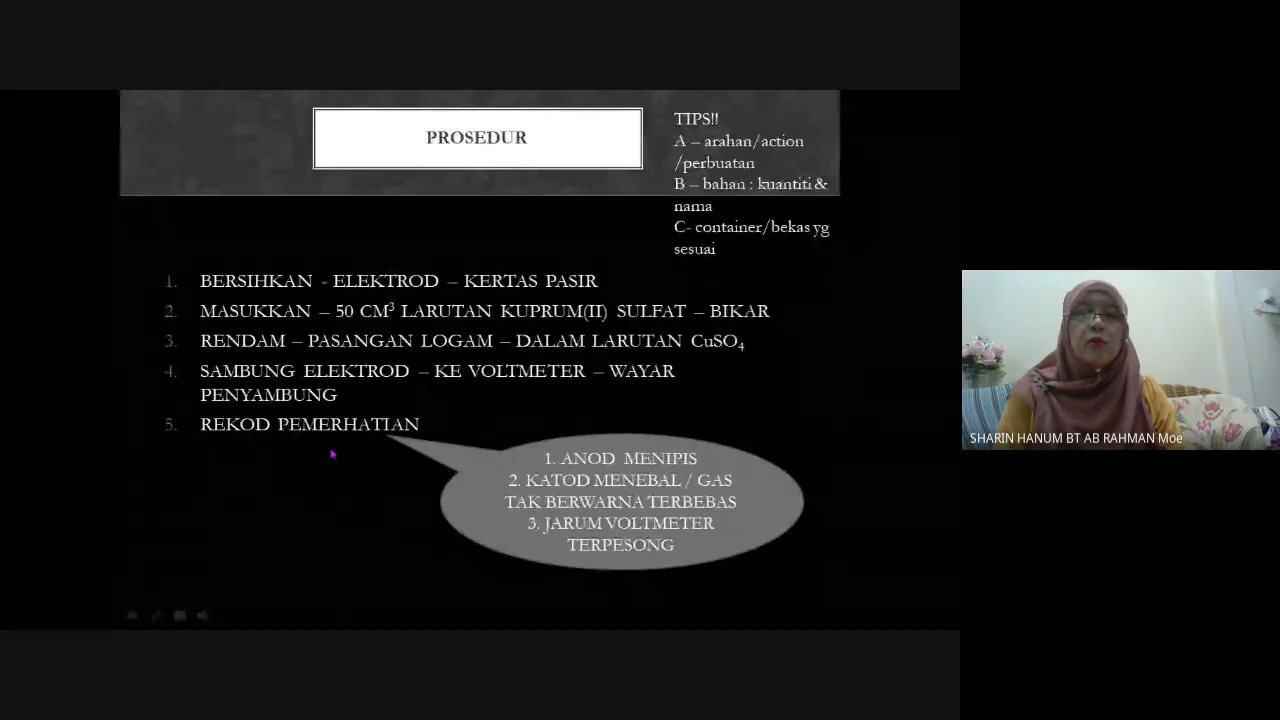 PROSEDUR
TIPS!!
A – arahan/action
/perbuatan
B – bahan : kuantiti &
nama
C- container/bekas yg
sesuai
1. BERSIHKAN - ELEKTROD – KERTAS PASIR
2. MASUKKAN – 50 CM³ LARUTAN KUPRUM(II) SULFAT – BIKAR
3. RENDAM – PASANGAN LOGAM – DALAM LARUTAN CuSO₄
4. SAMBUNG ELEKTROD – KE VOLTMETER – WAYAR
PENYAMBUNG
5. REKOD PEMERHATIAN
1. ANOD MENIPIS
2. KATOD MENEBAL / GAS
TAK BERWARNA TERBEBAS
3. JARUM VOLTMETER
TERPESONG
SHARIN HANUM BT AB RAHMAN Moe